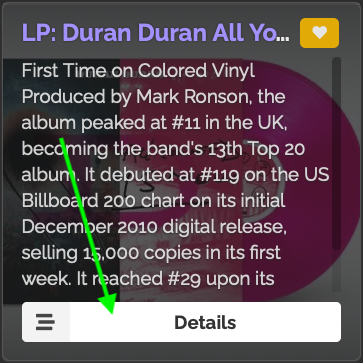 LP: Duran Duran All Yo...
First Time on Colored Vinyl
Produced by Mark Ronson, the
album peaked at #11 in the UK,
becoming the band's 13th Top 20
album. It debuted at #119 on the US
Billboard 200 chart on its initial
December 2010 digital release,
selling 15,000 copies in its first
week. It reached #29 upon its
Details